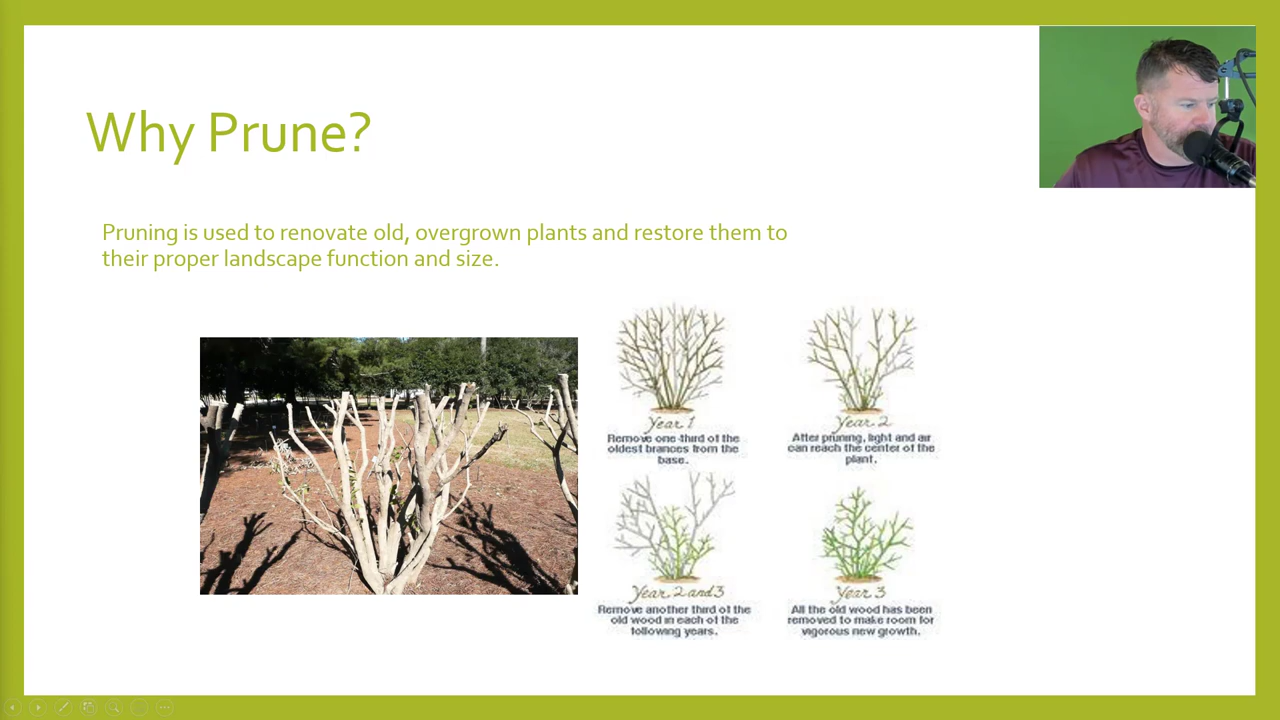 Why Prune?
Pruning is used to renovate old, overgrown plants and restore them to
their proper landscape function and size.
Year 1
Remove one-third of the
oldest brances from the
base.
Year 2
After pruning, light and air
can reach the center of the
plant.
Year 2 and 3
Remove another third of the
old wood in each of the
following years.
Year 3
All the old wood has been
removed to make room for
vigorous new growth.